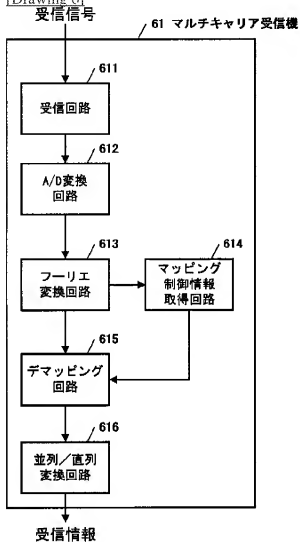 [Drawing 6]
受信信号
61 マルチキャリア受信機
611
受信回路
612
A/D変換
回路
613
フーリエ
変換回路
614
マッピング
制御情報
取得回路
615
デマッピング
回路
616
並列/直列
変換回路
受信情報